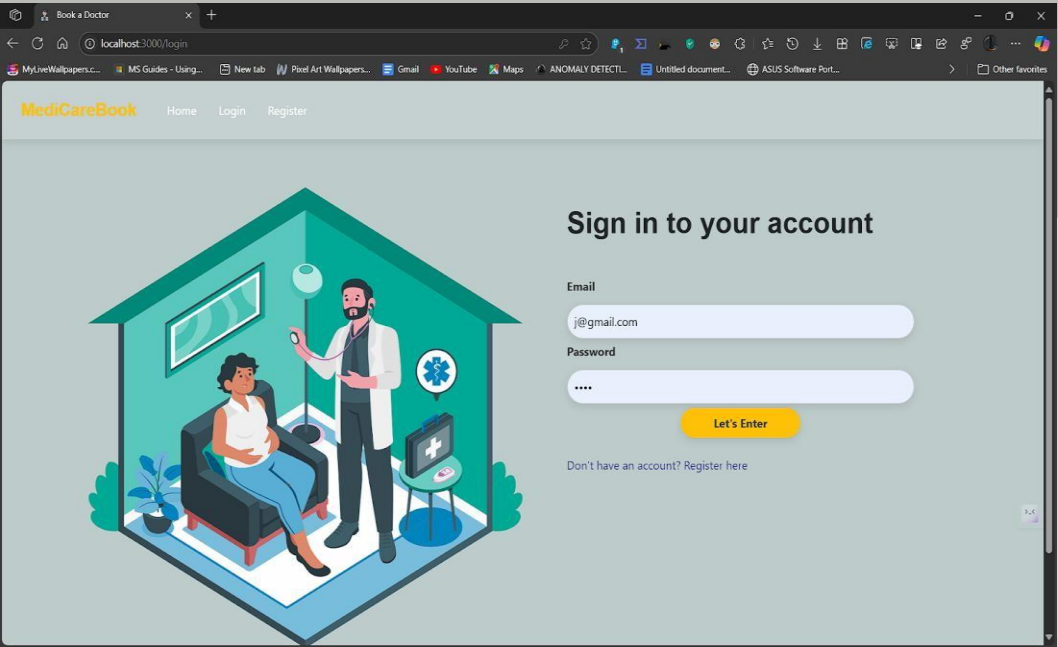 Book a Doctor
localhost:3000/login
MyLiveWallpapers.c... MS Guides - Using... New tab Pixel Art Wallpapers... Gmail YouTube Maps ANOMALY DETECTI... Untitled document... ASUS Software Port... Other favorites
MediCareBook Home Login Register
Sign in to your account
Email
j@gmail.com
Password
••••
Let's Enter
Don't have an account? Register here